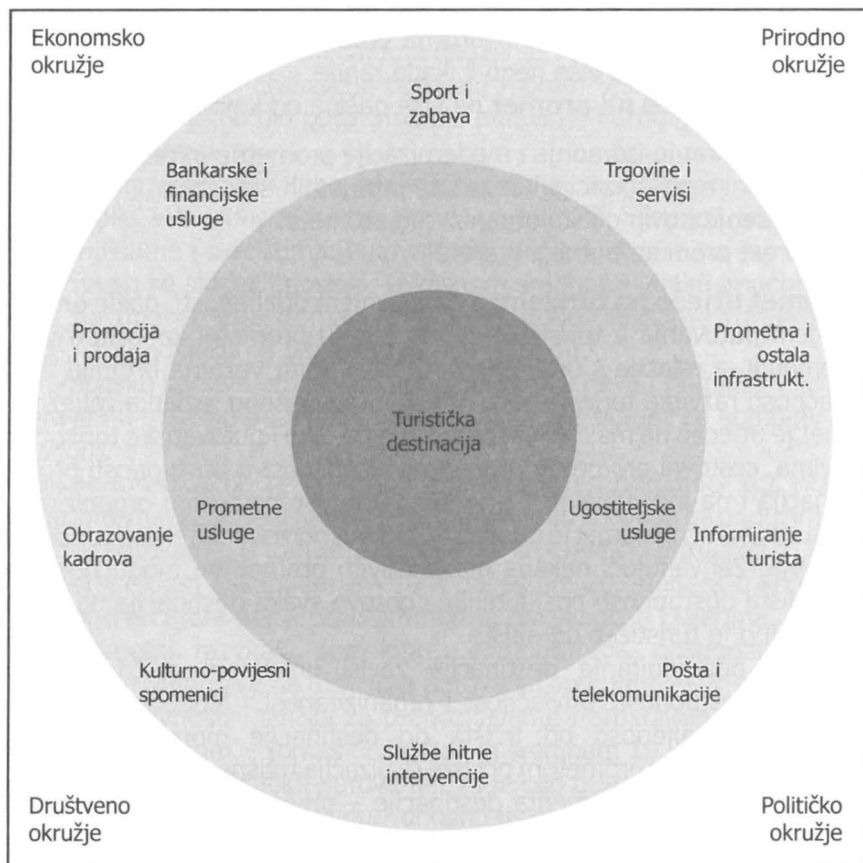 Ekonomsko
okružje
Prirodno
okružje
Sport i
zabava
Bankarske i
financijske
usluge
Trgovine i
servisi
Promocija
i prodaja
Prometna i
ostala
infrastrukt.
Turistička
destinacija
Prometne
usluge
Ugostiteljske
usluge
Obrazovanje
kadrova
Informiranje
turista
Kulturno-povijesni
spomenici
Pošta i
telekomunikacije
Službe hitne
intervencije
Društveno
okružje
Političko
okružje